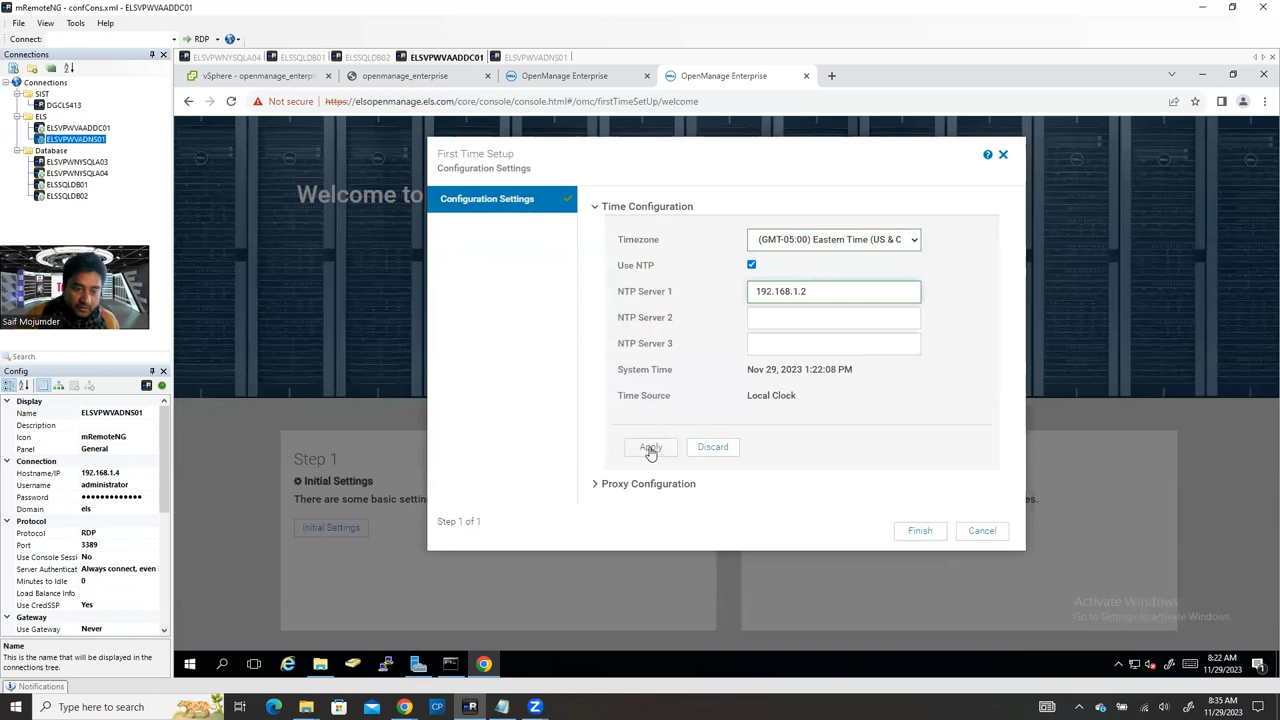 mRemoteNG - confCons.xml - ELSVPWVADNS01
File View Tools Help
Connect: RDP
Connections
Connections
SIST
DGCLS413
ELS
ELSVPWVAADDC01
ELSVPWVADNS01
Database
ELSVPWVNYSQLA03
ELSVPWVNYSQLA04
ELSSQLDB01
ELSSQLDB02
Saif Mojumder
Search
Config
Display
Name ELSVPWVADNS01
Description
Icon mRemoteNG
Panel General
Connection
Hostname/IP 192.168.1.4
Username administrator
Password •••••••••••••
Domain els
Protocol
Protocol RDP
Port 3389
Use Console Sessi No
Server Authentica Always connect, even
Minutes to Idle 0
Load Balance Info
Use CredSSP Yes
Gateway
Use Gateway Never
Name
This is the name that will be displayed in the
connections tree.
Notifications
ELSVPWNYSQLA04 ELSSQLDB01 ELSSQLDB02 ELSVPWVAADDC01 ELSVPWVADNS01
vSphere - openmanage_enterpri openmanage_enterprise OpenManage Enterprise OpenManage Enterprise
Not secure https://elsopenmanage.els.com/core/console/console.html#/omc/firstTimeSetUp/welcome
Welcome to
First Time Setup
Configuration Settings
Configuration Settings
Time Configuration
Timezone (GMT-05:00) Eastern Time (US & C
Use NTP
NTP Server 1 192.168.1.2
NTP Server 2
NTP Server 3
System Time Nov 29, 2023 1:22:08 PM
Time Source Local Clock
Apply Discard
Proxy Configuration
Step 1 of 1
Finish Cancel
Step 1
Initial Settings
There are some basic settin
es.
Initial Settings
Activate Windows
Go to Settings to activate Windows.
8:22 AM
11/29/2023
1
Type here to search
CP
8:35 AM
11/29/2023